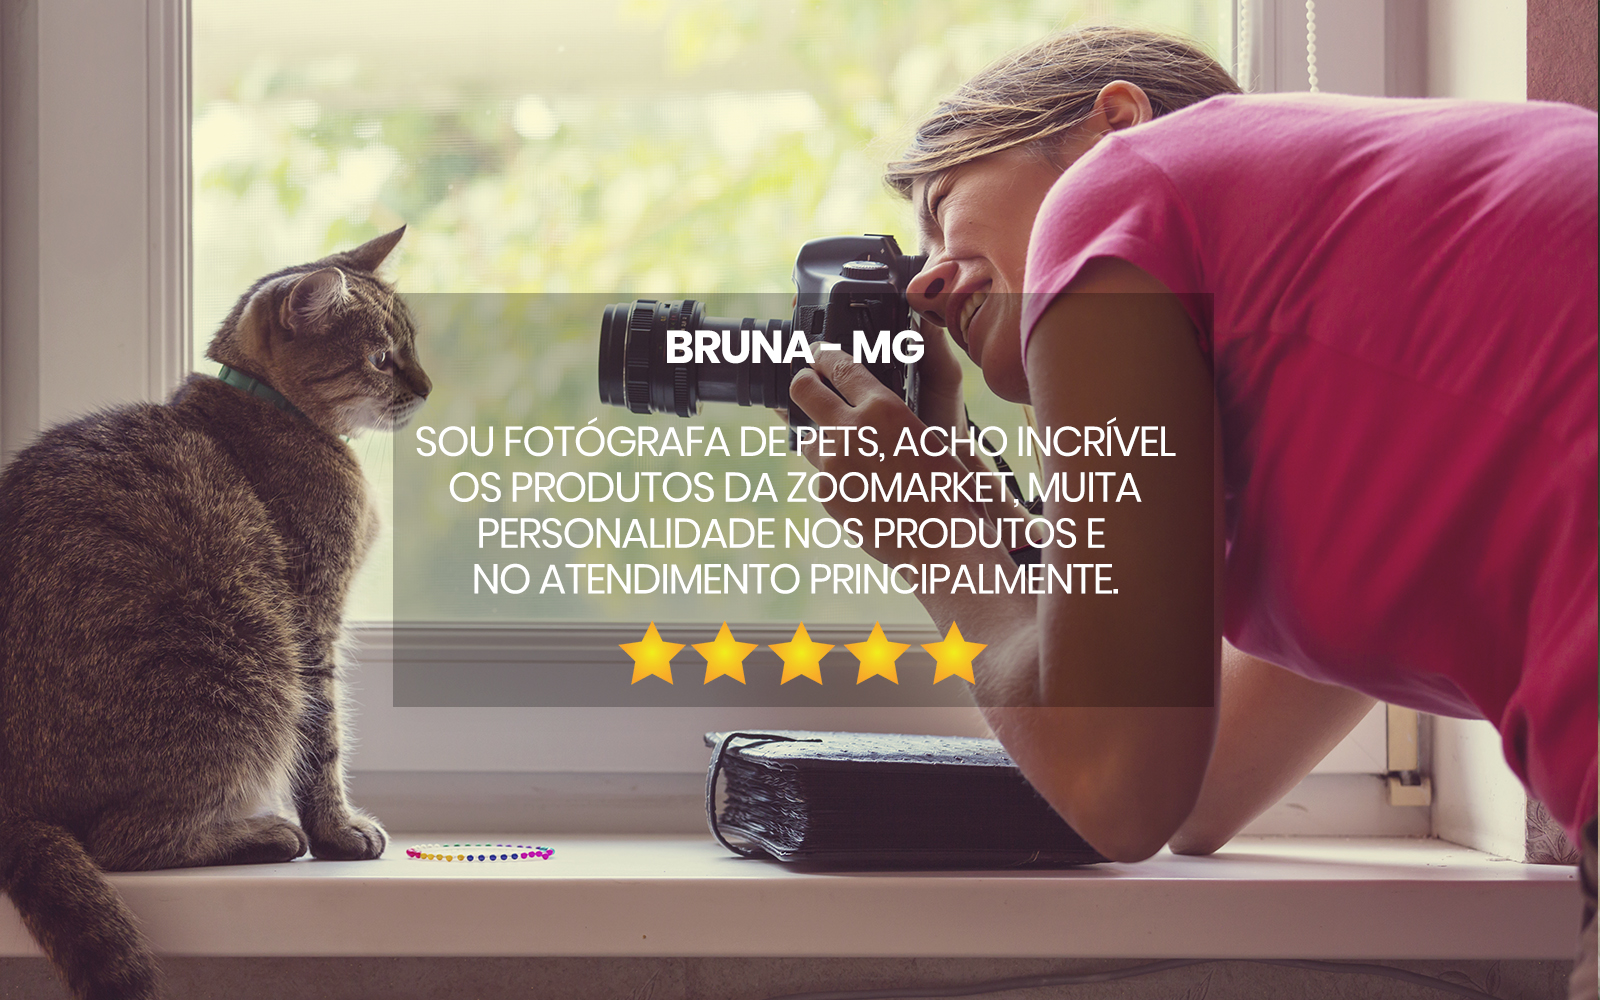 BRUNA - MG
SOU FOTÓGRAFA DE PETS, ACHO INCRÍVEL
OS PRODUTOS DA ZOOMARKET, MUITA
PERSONALIDADE NOS PRODUTOS E
NO ATENDIMENTO PRINCIPALMENTE.